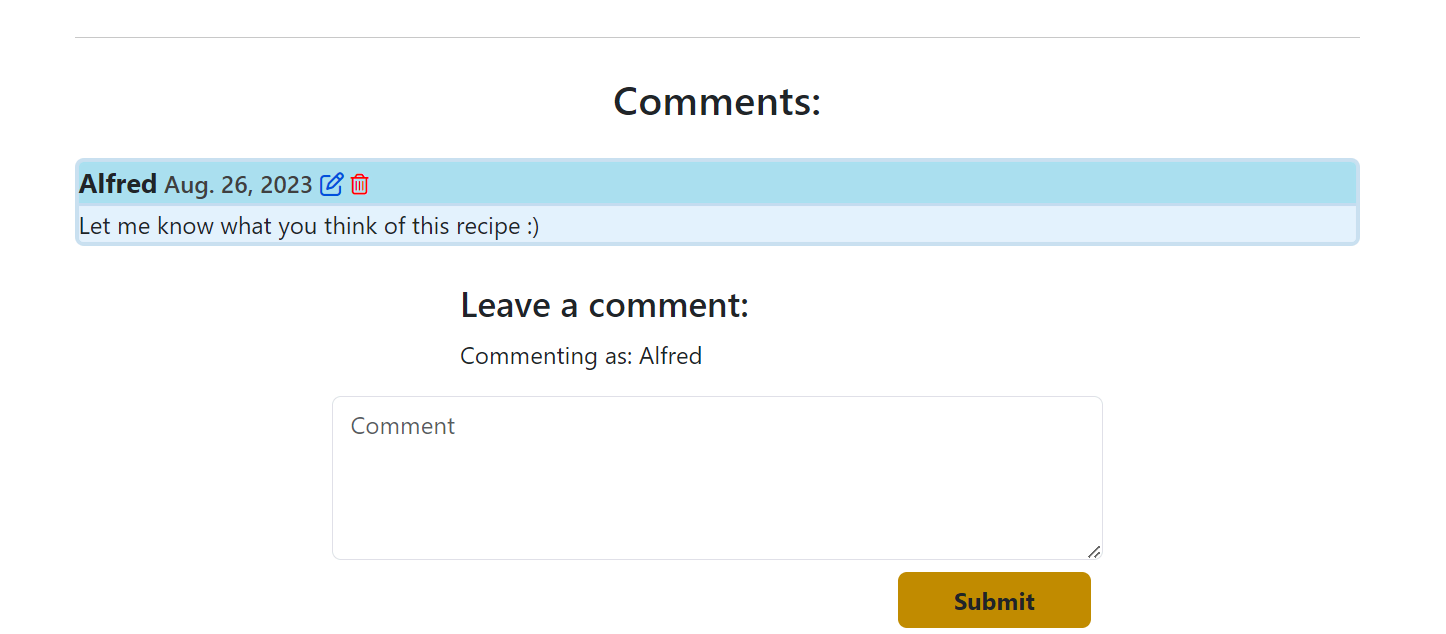 Comments:
Alfred Aug. 26, 2023
Let me know what you think of this recipe :)
Leave a comment:
Commenting as: Alfred
Comment
Submit